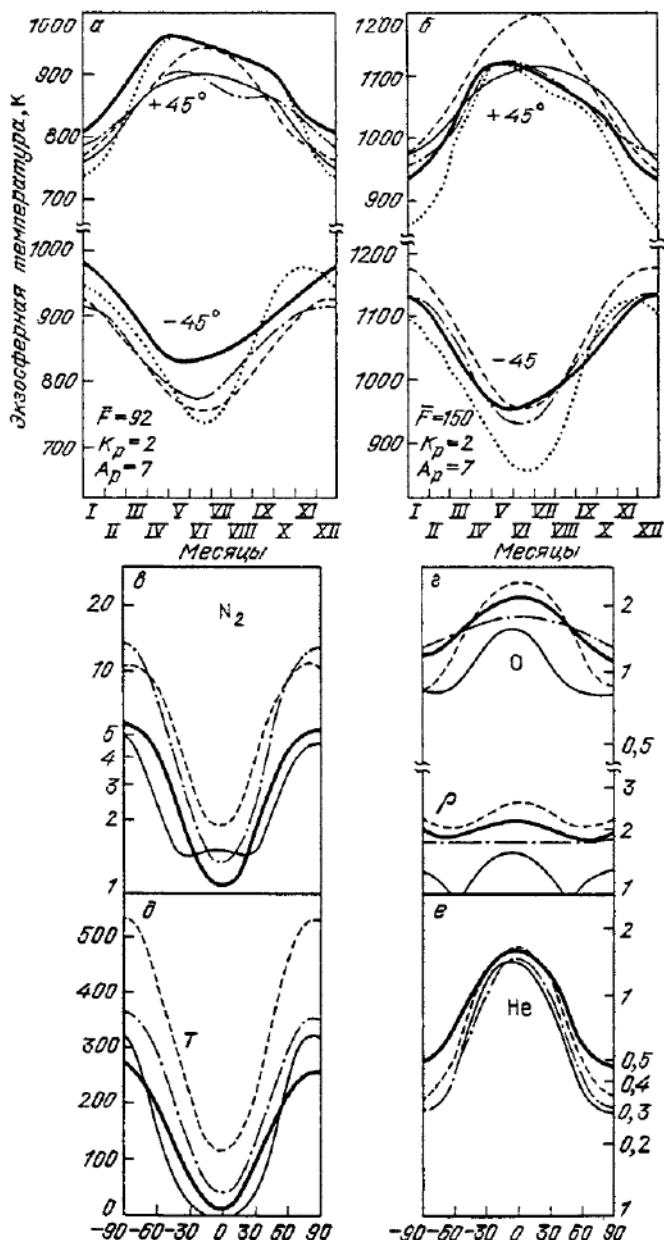 Экзосферная температура, К
а
1000
900
800
700
+45°
1000
900
800
700
−45°
F̅=92
Kp=2
Ap=7
I II III IV V VI VII VIII IX X XI XII
Месяцы
б
1200
1100
1000
900
+45°
1200
1100
1000
900
−45
F̅=150
Kp=2
Ap=7
I II III IV V VI VII VIII IX X XI XII
Месяцы
в
N2
20
10
5
4
3
2
1
г
O
2
1
0,5
ρ
3
2
1
д
T
500
400
300
200
100
0
−90 −60 −30 0 30 60 90
е
He
2
1
0,5
0,4
0,3
0,2
1
−90 −60 −30 0 30 60 90